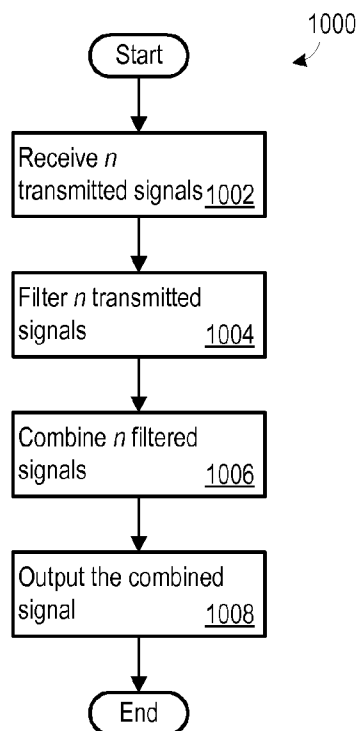 1000
Start
Receive n
transmitted signals 1002
Filter n transmitted
signals 1004
Combine n filtered
signals 1006
Output the combined
signal 1008
End